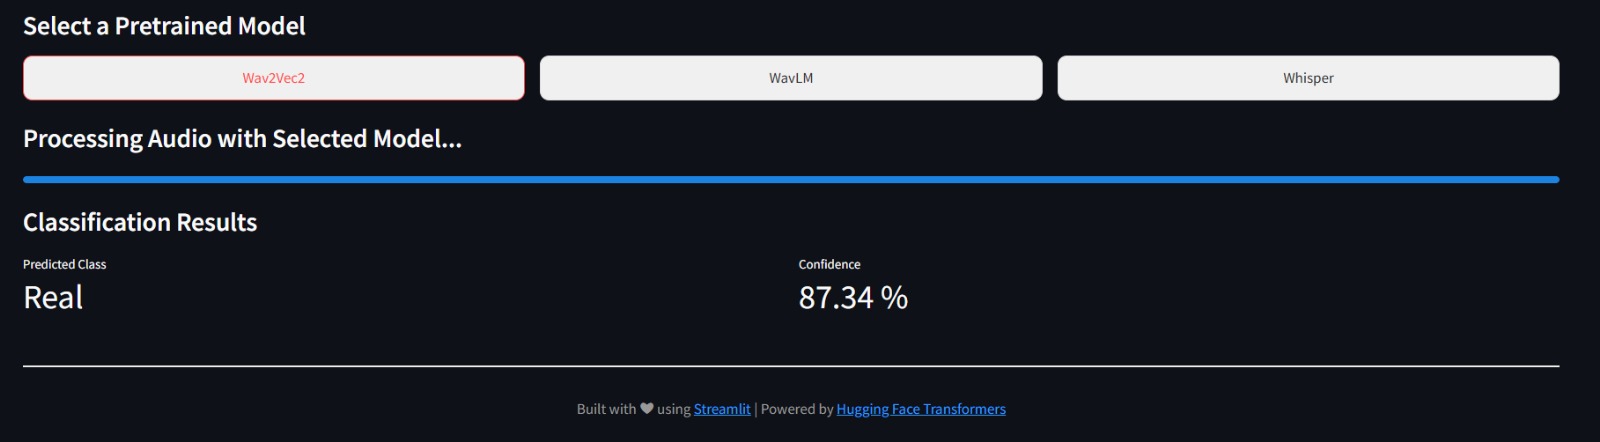 Select a Pretrained Model
Wav2Vec2 WavLM Whisper
Processing Audio with Selected Model...
Classification Results
Predicted Class Confidence
Real 87.34 %
Built with ❤ using Streamlit | Powered by Hugging Face Transformers